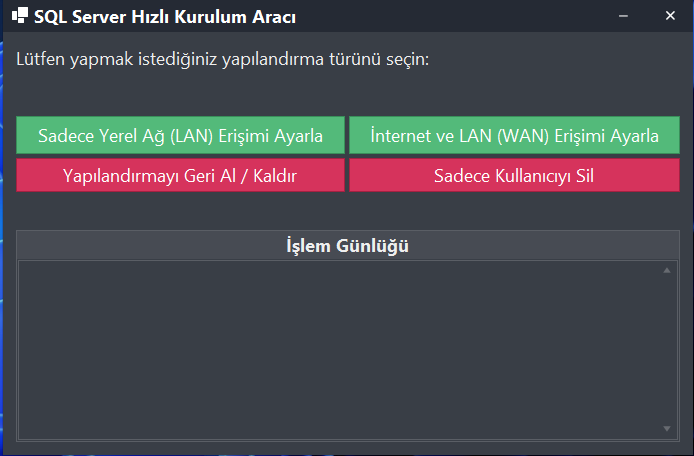 SQL Server Hızlı Kurulum Aracı
Lütfen yapmak istediğiniz yapılandırma türünü seçin:
Sadece Yerel Ağ (LAN) Erişimi Ayarla
İnternet ve LAN (WAN) Erişimi Ayarla
Yapılandırmayı Geri Al / Kaldır
Sadece Kullanıcıyı Sil
İşlem Günlüğü